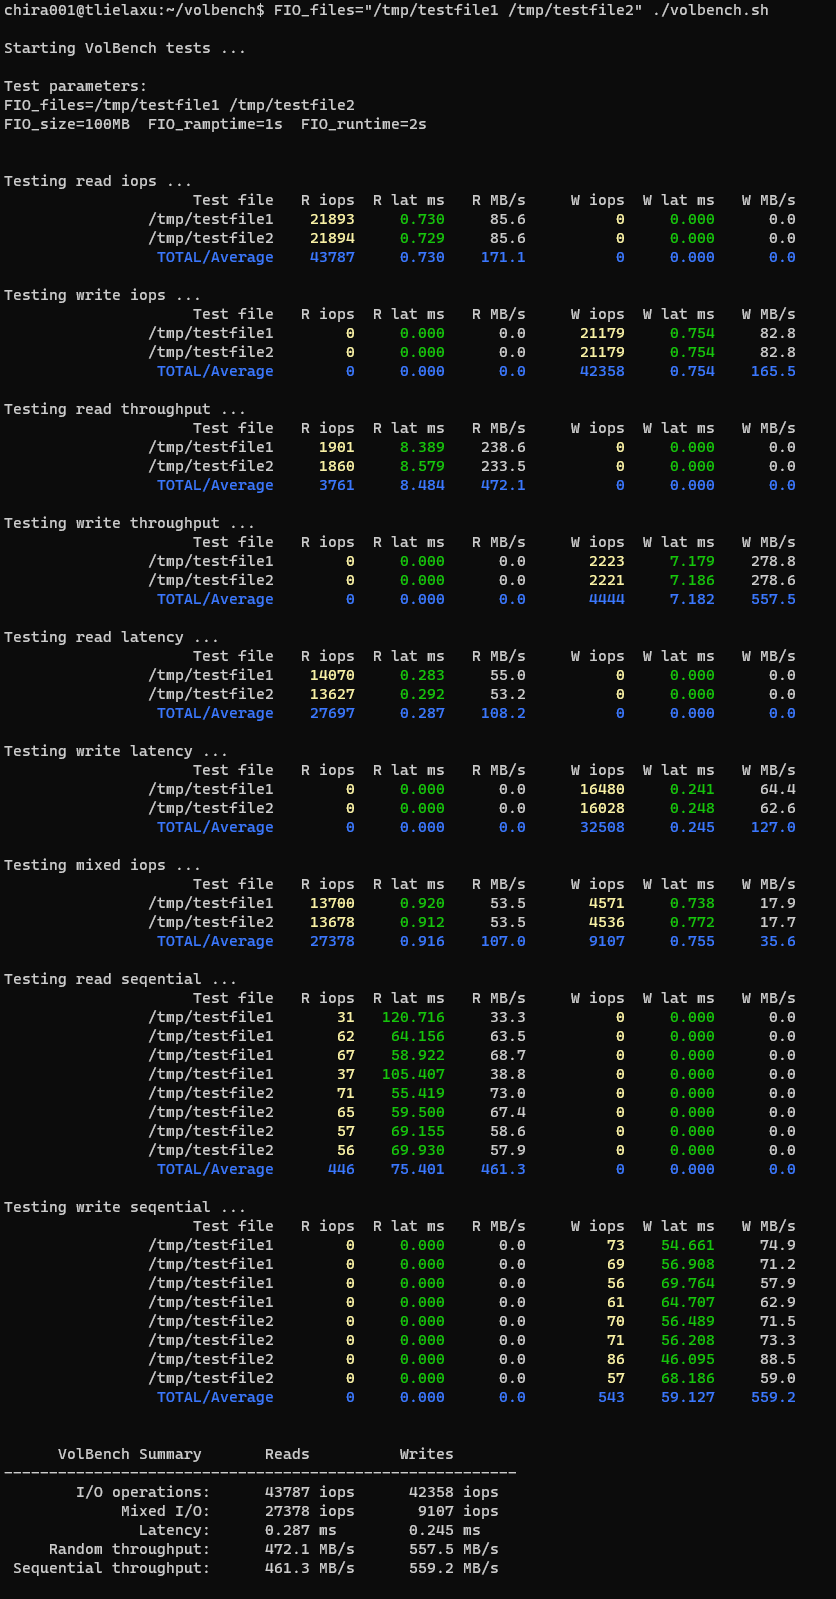 chira001@tlielaxu:~/volbench$ FIO_files="/tmp/testfile1 /tmp/testfile2" ./volbench.sh
Starting VolBench tests ...
Test parameters:
FIO_files=/tmp/testfile1 /tmp/testfile2
FIO_size=100MB  FIO_ramptime=1s  FIO_runtime=2s
Testing read iops ...
Test file   R iops  R lat ms   R MB/s     W iops  W lat ms   W MB/s
/tmp/testfile1    21893     0.730     85.6          0     0.000      0.0
/tmp/testfile2    21894     0.729     85.6          0     0.000      0.0
TOTAL/Average    43787     0.730    171.1          0     0.000      0.0
Testing write iops ...
Test file   R iops  R lat ms   R MB/s     W iops  W lat ms   W MB/s
/tmp/testfile1        0     0.000      0.0      21179     0.754     82.8
/tmp/testfile2        0     0.000      0.0      21179     0.754     82.8
TOTAL/Average        0     0.000      0.0      42358     0.754    165.5
Testing read throughput ...
Test file   R iops  R lat ms   R MB/s     W iops  W lat ms   W MB/s
/tmp/testfile1     1901     8.389    238.6          0     0.000      0.0
/tmp/testfile2     1860     8.579    233.5          0     0.000      0.0
TOTAL/Average     3761     8.484    472.1          0     0.000      0.0
Testing write throughput ...
Test file   R iops  R lat ms   R MB/s     W iops  W lat ms   W MB/s
/tmp/testfile1        0     0.000      0.0       2223     7.179    278.8
/tmp/testfile2        0     0.000      0.0       2221     7.186    278.6
TOTAL/Average        0     0.000      0.0       4444     7.182    557.5
Testing read latency ...
Test file   R iops  R lat ms   R MB/s     W iops  W lat ms   W MB/s
/tmp/testfile1    14070     0.283     55.0          0     0.000      0.0
/tmp/testfile2    13627     0.292     53.2          0     0.000      0.0
TOTAL/Average    27697     0.287    108.2          0     0.000      0.0
Testing write latency ...
Test file   R iops  R lat ms   R MB/s     W iops  W lat ms   W MB/s
/tmp/testfile1        0     0.000      0.0      16480     0.241     64.4
/tmp/testfile2        0     0.000      0.0      16028     0.248     62.6
TOTAL/Average        0     0.000      0.0      32508     0.245    127.0
Testing mixed iops ...
Test file   R iops  R lat ms   R MB/s     W iops  W lat ms   W MB/s
/tmp/testfile1    13700     0.920     53.5       4571     0.738     17.9
/tmp/testfile2    13678     0.912     53.5       4536     0.772     17.7
TOTAL/Average    27378     0.916    107.0       9107     0.755     35.6
Testing read seqential ...
Test file   R iops  R lat ms   R MB/s     W iops  W lat ms   W MB/s
/tmp/testfile1       31   120.716     33.3          0     0.000      0.0
/tmp/testfile1       62    64.156     63.5          0     0.000      0.0
/tmp/testfile1       67    58.922     68.7          0     0.000      0.0
/tmp/testfile1       37   105.407     38.8          0     0.000      0.0
/tmp/testfile2       71    55.419     73.0          0     0.000      0.0
/tmp/testfile2       65    59.500     67.4          0     0.000      0.0
/tmp/testfile2       57    69.155     58.6          0     0.000      0.0
/tmp/testfile2       56    69.930     57.9          0     0.000      0.0
TOTAL/Average      446    75.401    461.3          0     0.000      0.0
Testing write seqential ...
Test file   R iops  R lat ms   R MB/s     W iops  W lat ms   W MB/s
/tmp/testfile1        0     0.000      0.0         73    54.661     74.9
/tmp/testfile1        0     0.000      0.0         69    56.908     71.2
/tmp/testfile1        0     0.000      0.0         56    69.764     57.9
/tmp/testfile1        0     0.000      0.0         61    64.707     62.9
/tmp/testfile2        0     0.000      0.0         70    56.489     71.5
/tmp/testfile2        0     0.000      0.0         71    56.208     73.3
/tmp/testfile2        0     0.000      0.0         86    46.095     88.5
/tmp/testfile2        0     0.000      0.0         57    68.186     59.0
TOTAL/Average        0     0.000      0.0        543    59.127    559.2
VolBench Summary       Reads          Writes
---------------------------------------------------------
I/O operations:      43787 iops      42358 iops
Mixed I/O:      27378 iops       9107 iops
Latency:      0.287 ms        0.245 ms
Random throughput:      472.1 MB/s      557.5 MB/s
Sequential throughput:      461.3 MB/s      559.2 MB/s